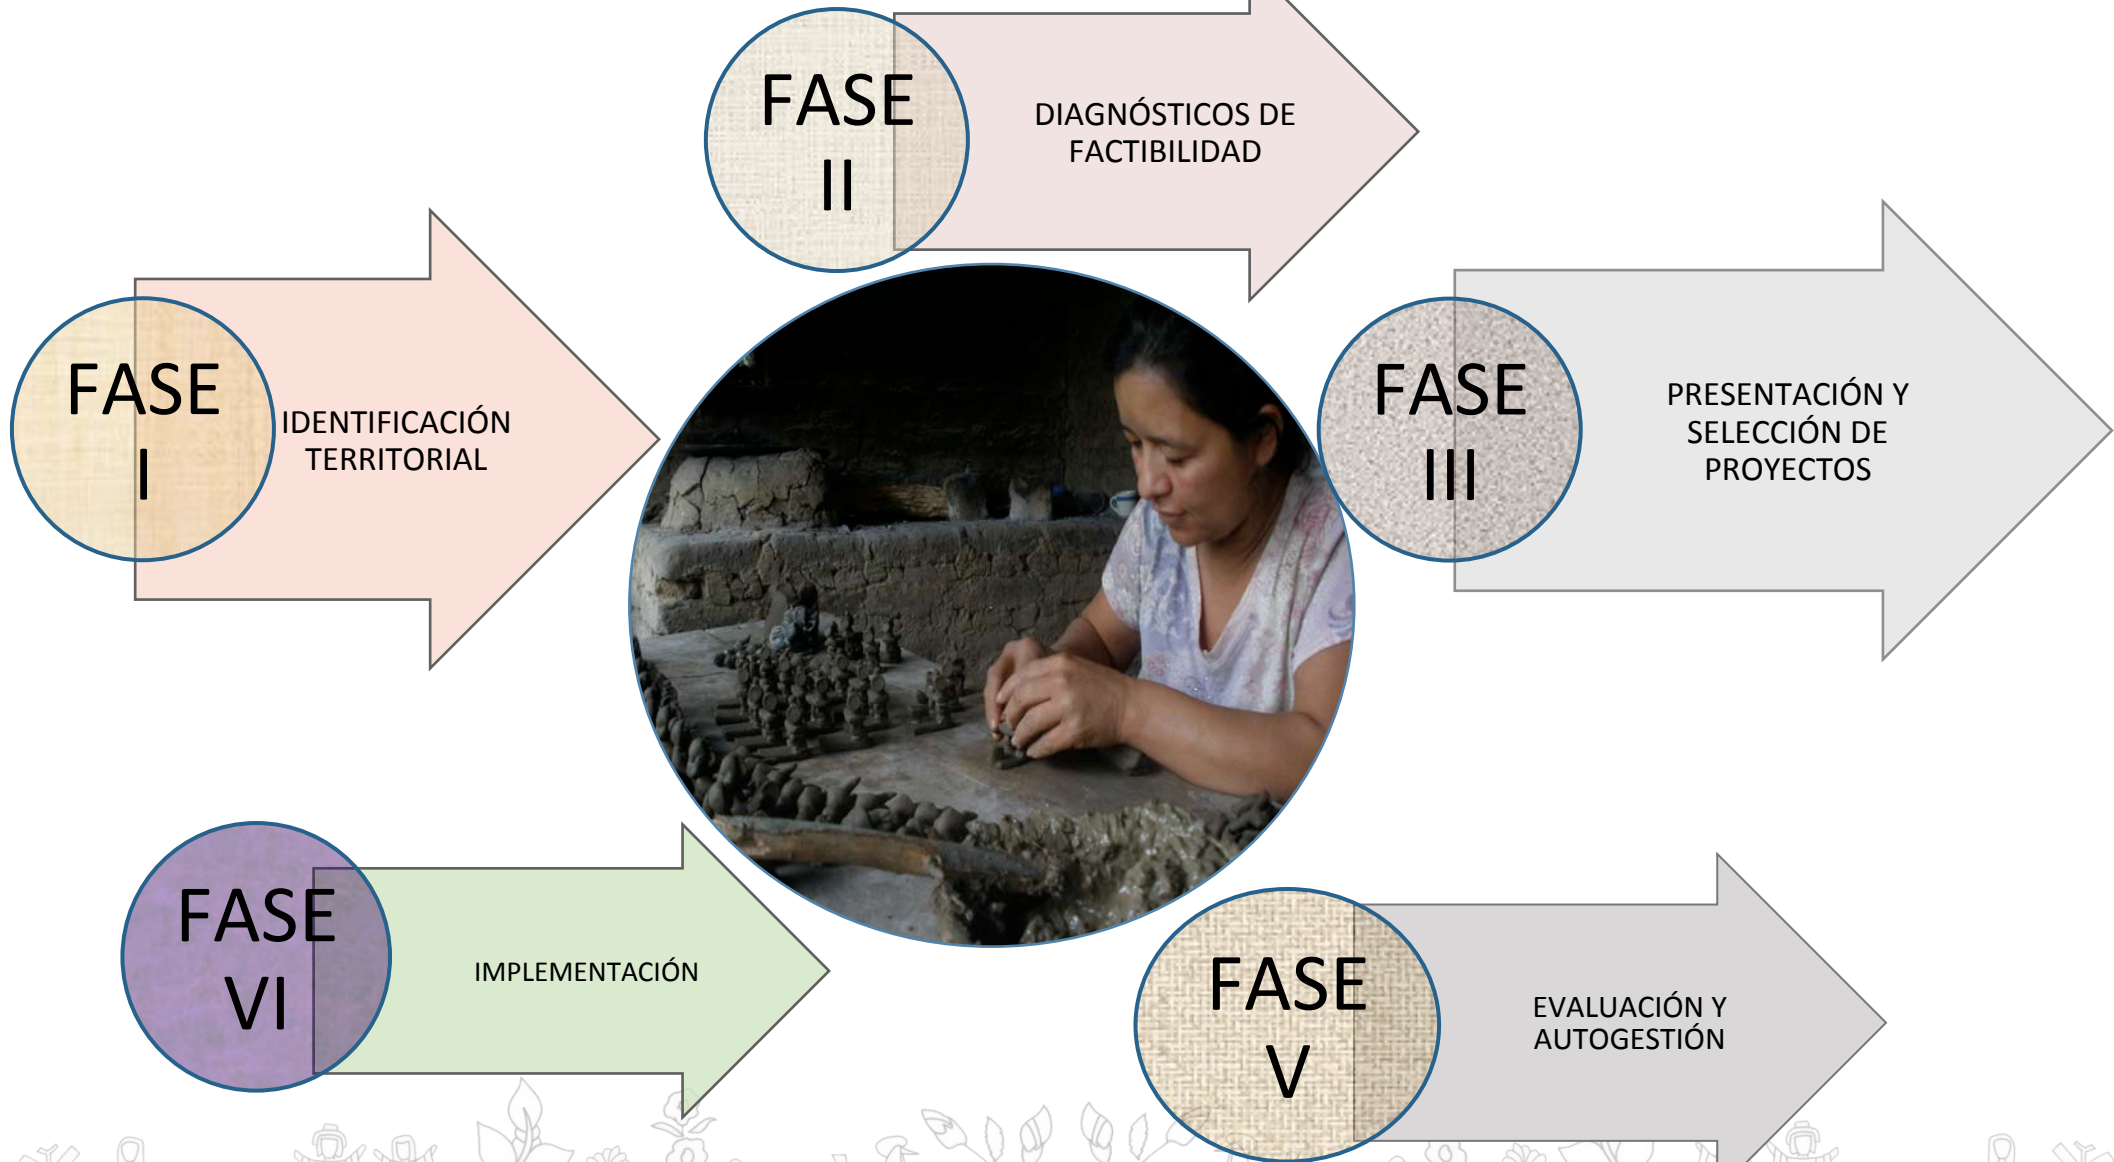 FASE
I
IDENTIFICACIÓN
TERRITORIAL
FASE
II
DIAGNÓSTICOS DE
FACTIBILIDAD
FASE
III
PRESENTACIÓN Y
SELECCIÓN DE
PROYECTOS
FASE
VI
IMPLEMENTACIÓN
FASE
V
EVALUACIÓN Y
AUTOGESTIÓN